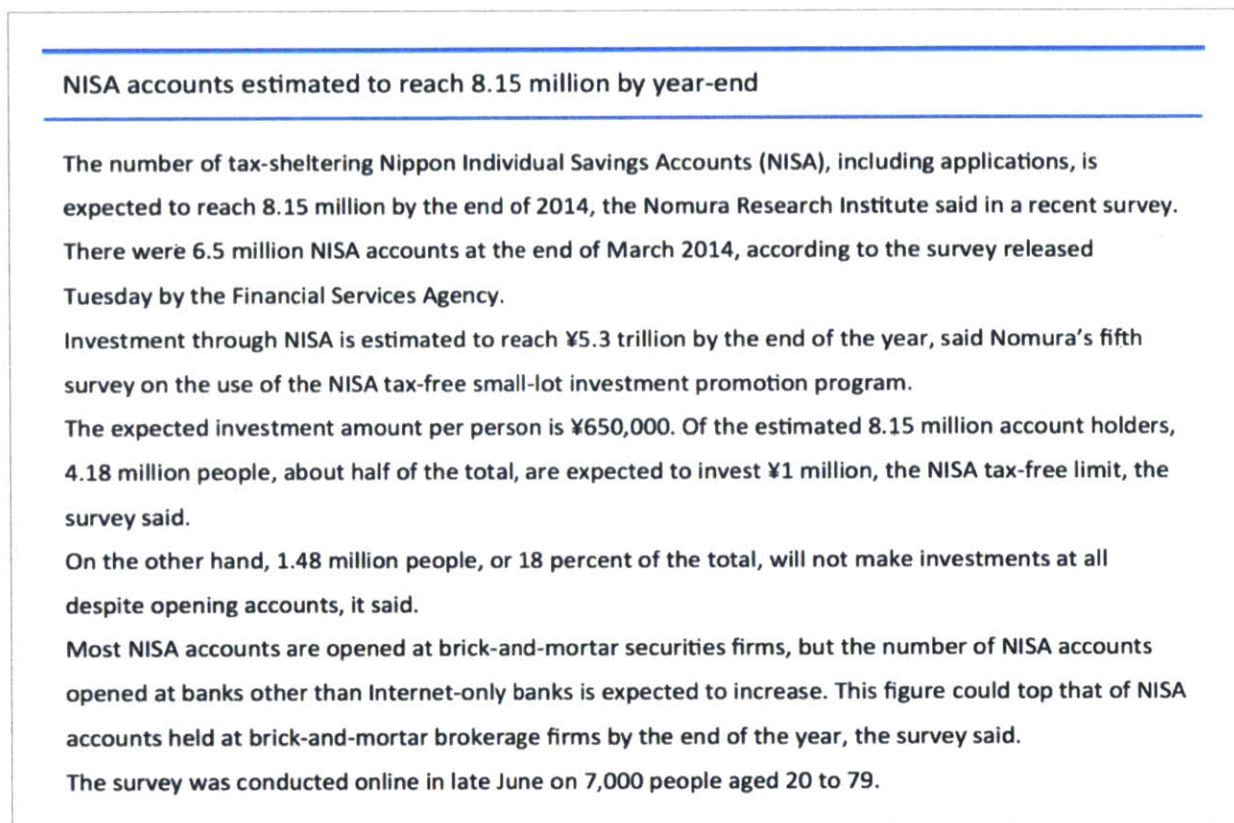 NISA accounts estimated to reach 8.15 million by year-end
The number of tax-sheltering Nippon Individual Savings Accounts (NISA), including applications, is
expected to reach 8.15 million by the end of 2014, the Nomura Research Institute said in a recent survey.
There were 6.5 million NISA accounts at the end of March 2014, according to the survey released
Tuesday by the Financial Services Agency.
Investment through NISA is estimated to reach ¥5.3 trillion by the end of the year, said Nomura's fifth
survey on the use of the NISA tax-free small-lot investment promotion program.
The expected investment amount per person is ¥650,000. Of the estimated 8.15 million account holders,
4.18 million people, about half of the total, are expected to invest ¥1 million, the NISA tax-free limit, the
survey said.
On the other hand, 1.48 million people, or 18 percent of the total, will not make investments at all
despite opening accounts, it said.
Most NISA accounts are opened at brick-and-mortar securities firms, but the number of NISA accounts
opened at banks other than Internet-only banks is expected to increase. This figure could top that of NISA
accounts held at brick-and-mortar brokerage firms by the end of the year, the survey said.
The survey was conducted online in late June on 7,000 people aged 20 to 79.